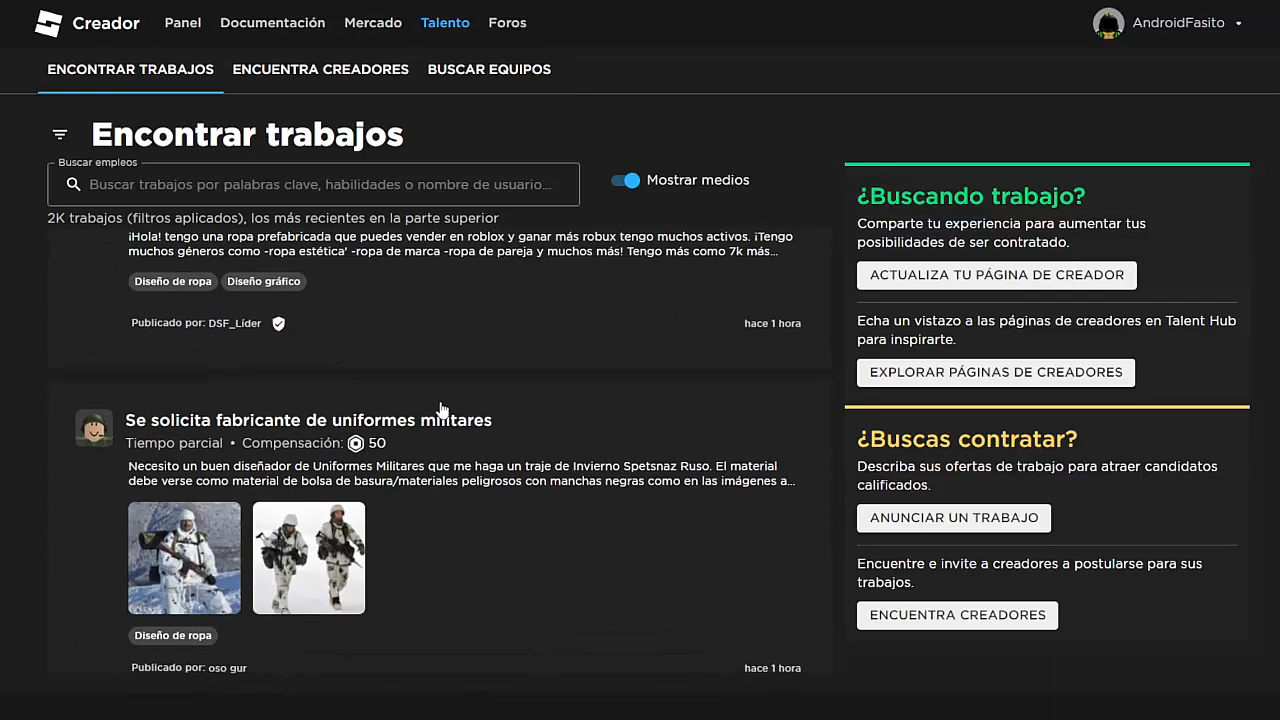 Creador
Panel
Documentación
Mercado
Talento
Foros
AndroidFasito
ENCONTRAR TRABAJOS
ENCUENTRA CREADORES
BUSCAR EQUIPOS
Encontrar trabajos
Buscar empleos
Buscar trabajos por palabras clave, habilidades o nombre de usuario...
Mostrar medios
2K trabajos (filtros aplicados), los más recientes en la parte superior
¡Hola! tengo una ropa prefabricada que puedes vender en roblox y ganar más robux tengo muchos activos. ¡Tengo
muchos géneros como -ropa estética' -ropa de marca -ropa de pareja y muchos más! Tengo más como 7k más...
Diseño de ropa
Diseño gráfico
Publicado por: DSF_Líder
hace 1 hora
Se solicita fabricante de uniformes militares
Tiempo parcial • Compensación: 50
Necesito un buen diseñador de Uniformes Militares que me haga un traje de Invierno Spetsnaz Ruso. El material
debe verse como material de bolsa de basura/materiales peligrosos con manchas negras como en las imágenes a...
Diseño de ropa
Publicado por: oso gur
hace 1 hora
¿Buscando trabajo?
Comparte tu experiencia para aumentar tus
posibilidades de ser contratado.
ACTUALIZA TU PÁGINA DE CREADOR
Echa un vistazo a las páginas de creadores en Talent Hub
para inspirarte.
EXPLORAR PÁGINAS DE CREADORES
¿Buscas contratar?
Describa sus ofertas de trabajo para atraer candidatos
calificados.
ANUNCIAR UN TRABAJO
Encuentre e invite a creadores a postularse para sus
trabajos.
ENCUENTRA CREADORES